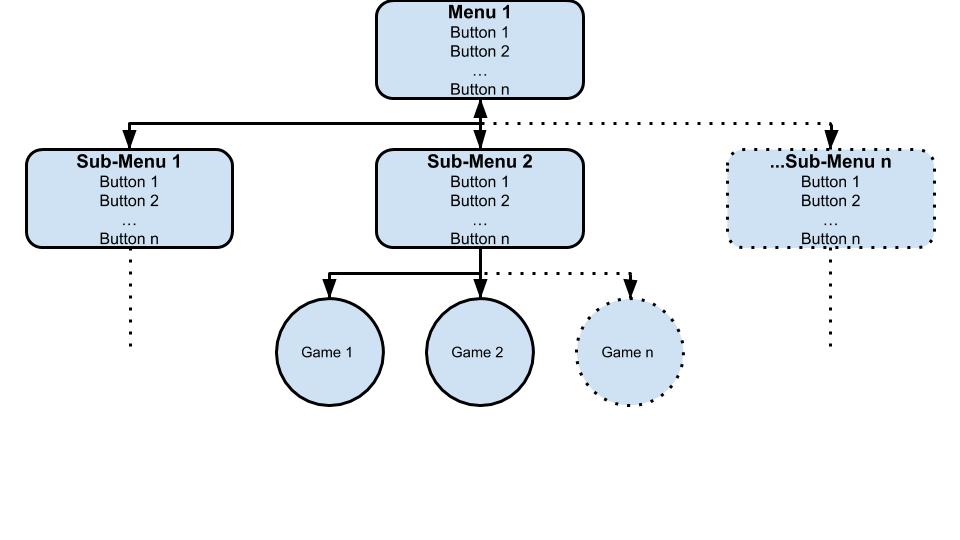 Menu 1
Button 1
Button 2
…
Button n
Sub-Menu 1
Button 1
Button 2
…
Button n
Sub-Menu 2
Button 1
Button 2
…
Button n
...Sub-Menu n
Button 1
Button 2
…
Button n
Game 1
Game 2
Game n